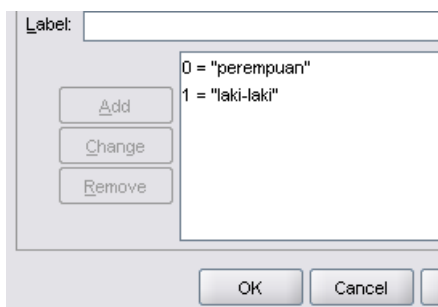 Label:
0 = "perempuan"
1 = "laki-laki"
Add
Change
Remove
OK
Cancel